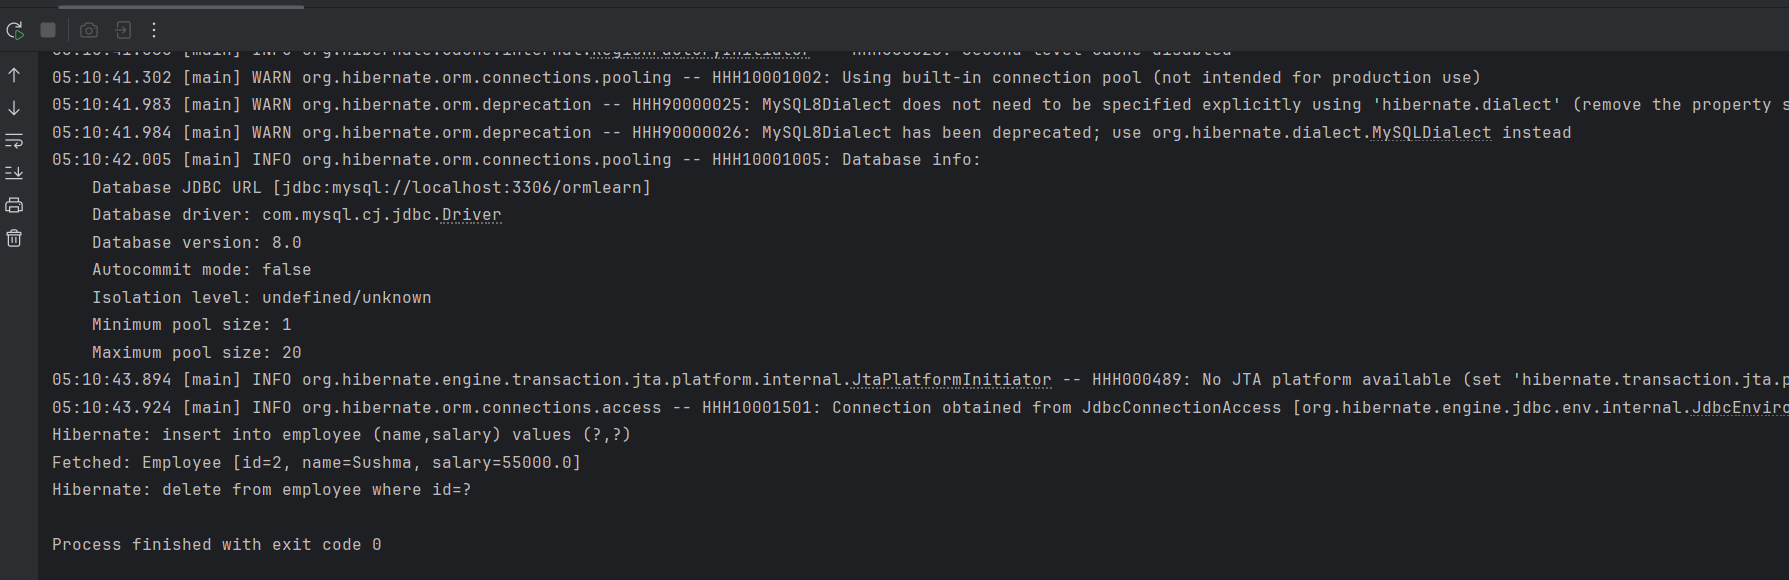 05:10:41.302 [main] WARN org.hibernate.orm.connections.pooling -- HHH10001002: Using built-in connection pool (not intended for production use)
05:10:41.983 [main] WARN org.hibernate.orm.deprecation -- HHH90000025: MySQL8Dialect does not need to be specified explicitly using 'hibernate.dialect' (remove the property s
05:10:41.984 [main] WARN org.hibernate.orm.deprecation -- HHH90000026: MySQL8Dialect has been deprecated; use org.hibernate.dialect.MySQLDialect instead
05:10:42.005 [main] INFO org.hibernate.orm.connections.pooling -- HHH10001005: Database info:
Database JDBC URL [jdbc:mysql://localhost:3306/ormlearn]
Database driver: com.mysql.cj.jdbc.Driver
Database version: 8.0
Autocommit mode: false
Isolation level: undefined/unknown
Minimum pool size: 1
Maximum pool size: 20
05:10:43.894 [main] INFO org.hibernate.engine.transaction.jta.platform.internal.JtaPlatformInitiator -- HHH000489: No JTA platform available (set 'hibernate.transaction.jta.p
05:10:43.924 [main] INFO org.hibernate.orm.connections.access -- HHH10001501: Connection obtained from JdbcConnectionAccess [org.hibernate.engine.jdbc.env.internal.JdbcEnviro
Hibernate: insert into employee (name,salary) values (?,?)
Fetched: Employee [id=2, name=Sushma, salary=55000.0]
Hibernate: delete from employee where id=?
Process finished with exit code 0